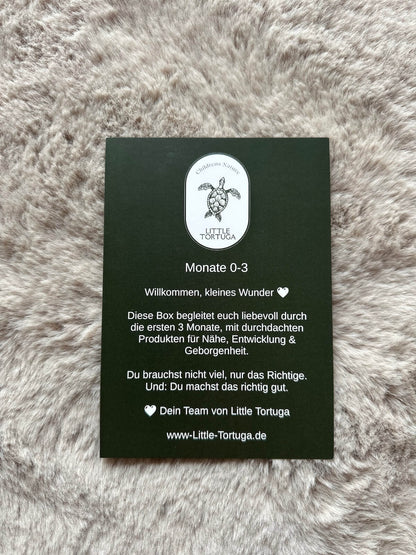 Childrens Nature
LITTLE
TORTUGA
Monate 0-3
Willkommen, kleines Wunder 🤍
Diese Box begleitet euch liebevoll durch
die ersten 3 Monate, mit durchdachten
Produkten für Nähe, Entwicklung &
Geborgenheit.
Du brauchst nicht viel, nur das Richtige.
Und: Du machst das richtig gut.
🤍 Dein Team von Little Tortuga
www-Little-Tortuga.de